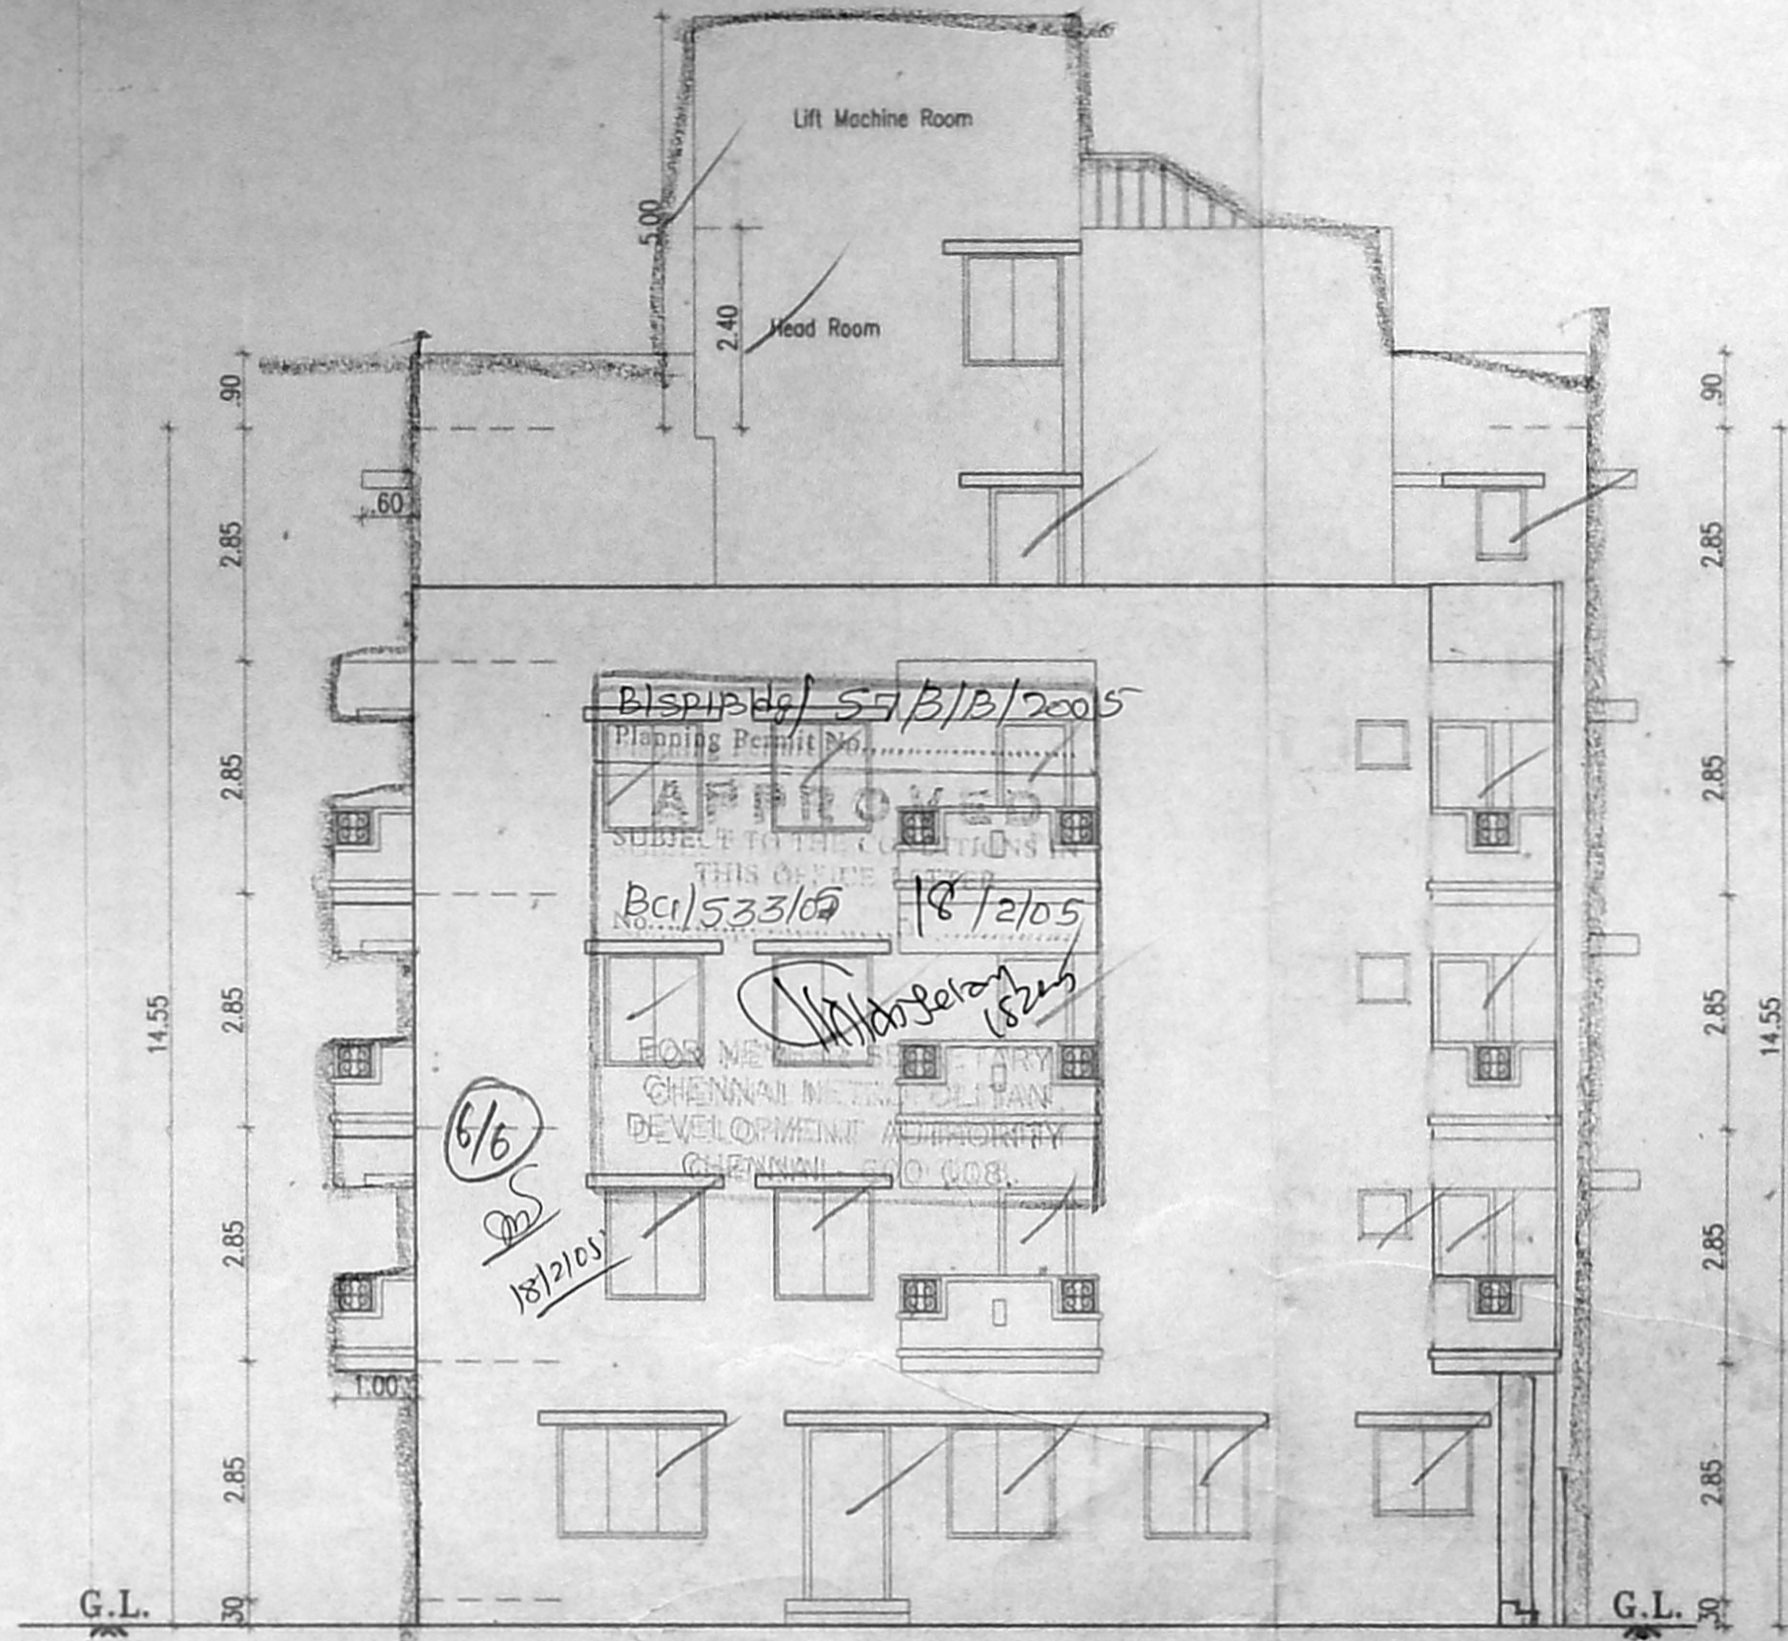 Lift Machine Room
5.00
2.40
Head Room
.90
.90
.60
2.85
2.85
B/SPl Bldg/ 57/B/B/2005
Planning Permit No
2.85
2.85
APPROVED
SUBJECT TO THE CONDITIONS IN
THIS OFFICE LETTER
BC1/533/05 18/2/05
No.
14.55
2.85
2.85
14.55
18205
FOR MEMBER SECRETARY
CHENNAI METROPOLITAN
6/6
DEVELOPMENT AUTHORITY
CHENNAI - 600 008.
2.85
2.85
18/2/05
1.00
2.85
2.85
G.L.
.30
G.L.
.30